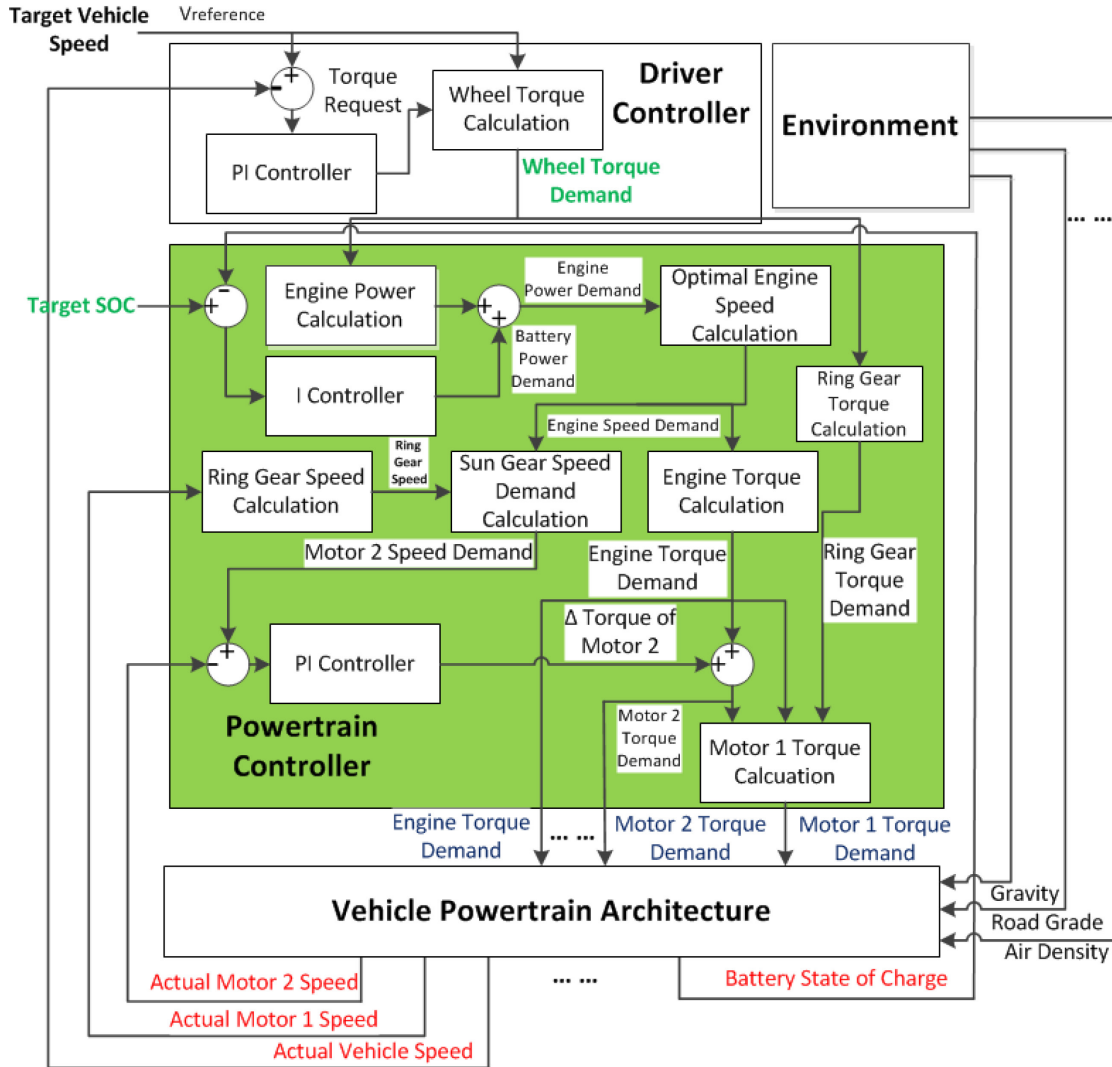 Target Vehicle
Speed
Vreference
+
-
Torque
Request
Wheel Torque
Calculation
Driver
Controller
PI Controller
Wheel Torque
Demand
Environment
... ...
Target SOC
-
+
Engine Power
Calculation
+
+
Engine
Power Demand
Optimal Engine
Speed
Calculation
Battery
Power
Demand
I Controller
Ring Gear
Torque
Calculation
Engine Speed Demand
Ring Gear Speed
Calculation
Ring
Gear
Speed
Sun Gear Speed
Demand
Calculation
Engine Torque
Calculation
Motor 2 Speed Demand
Engine Torque
Demand
Ring Gear
Torque
Demand
+
-
PI Controller
Δ Torque of
Motor 2
+
+
Powertrain
Controller
Motor 2
Torque
Demand
Motor 1 Torque
Calcuation
Engine Torque
Demand
... ...
Motor 2 Torque
Demand
Motor 1 Torque
Demand
Vehicle Powertrain Architecture
Gravity
Road Grade
Air Density
Actual Motor 2 Speed
Actual Motor 1 Speed
Actual Vehicle Speed
... ...
Battery State of Charge